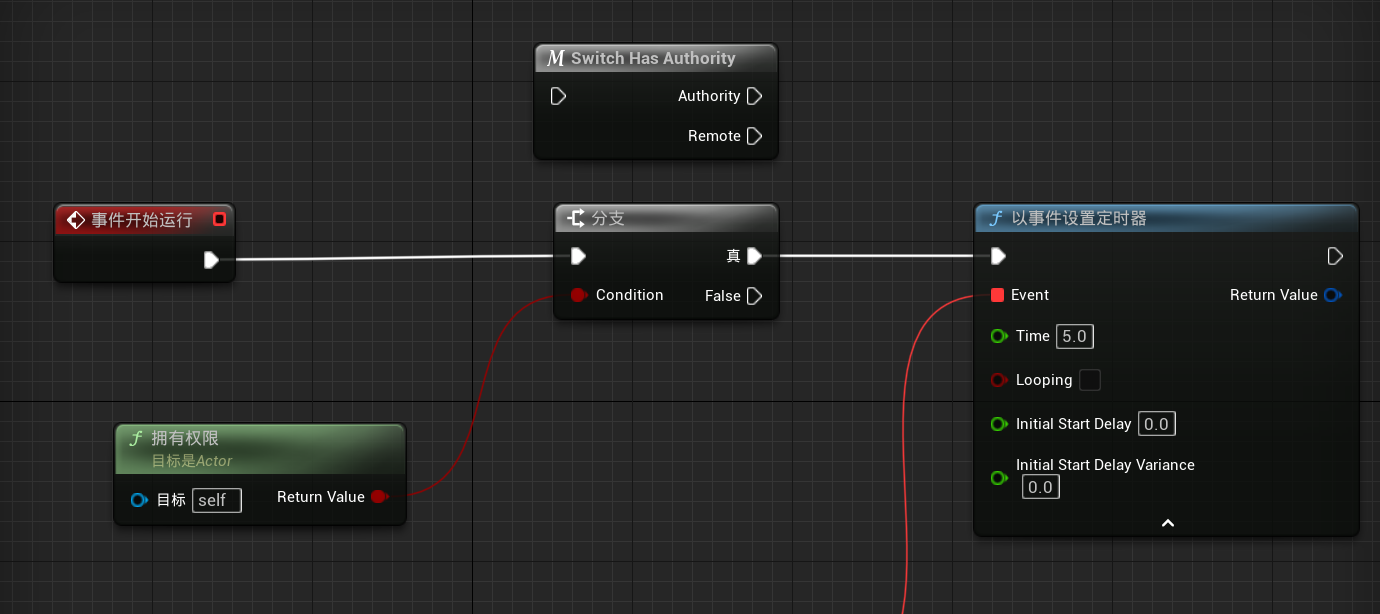 M Switch Has Authority
Authority
Remote
事件开始运行
分支
真
Condition
False
f 以事件设置定时器
Event
Return Value
Time 5.0
Looping
Initial Start Delay 0.0
Initial Start Delay Variance
0.0
f 拥有权限
目标是Actor
目标 self
Return Value